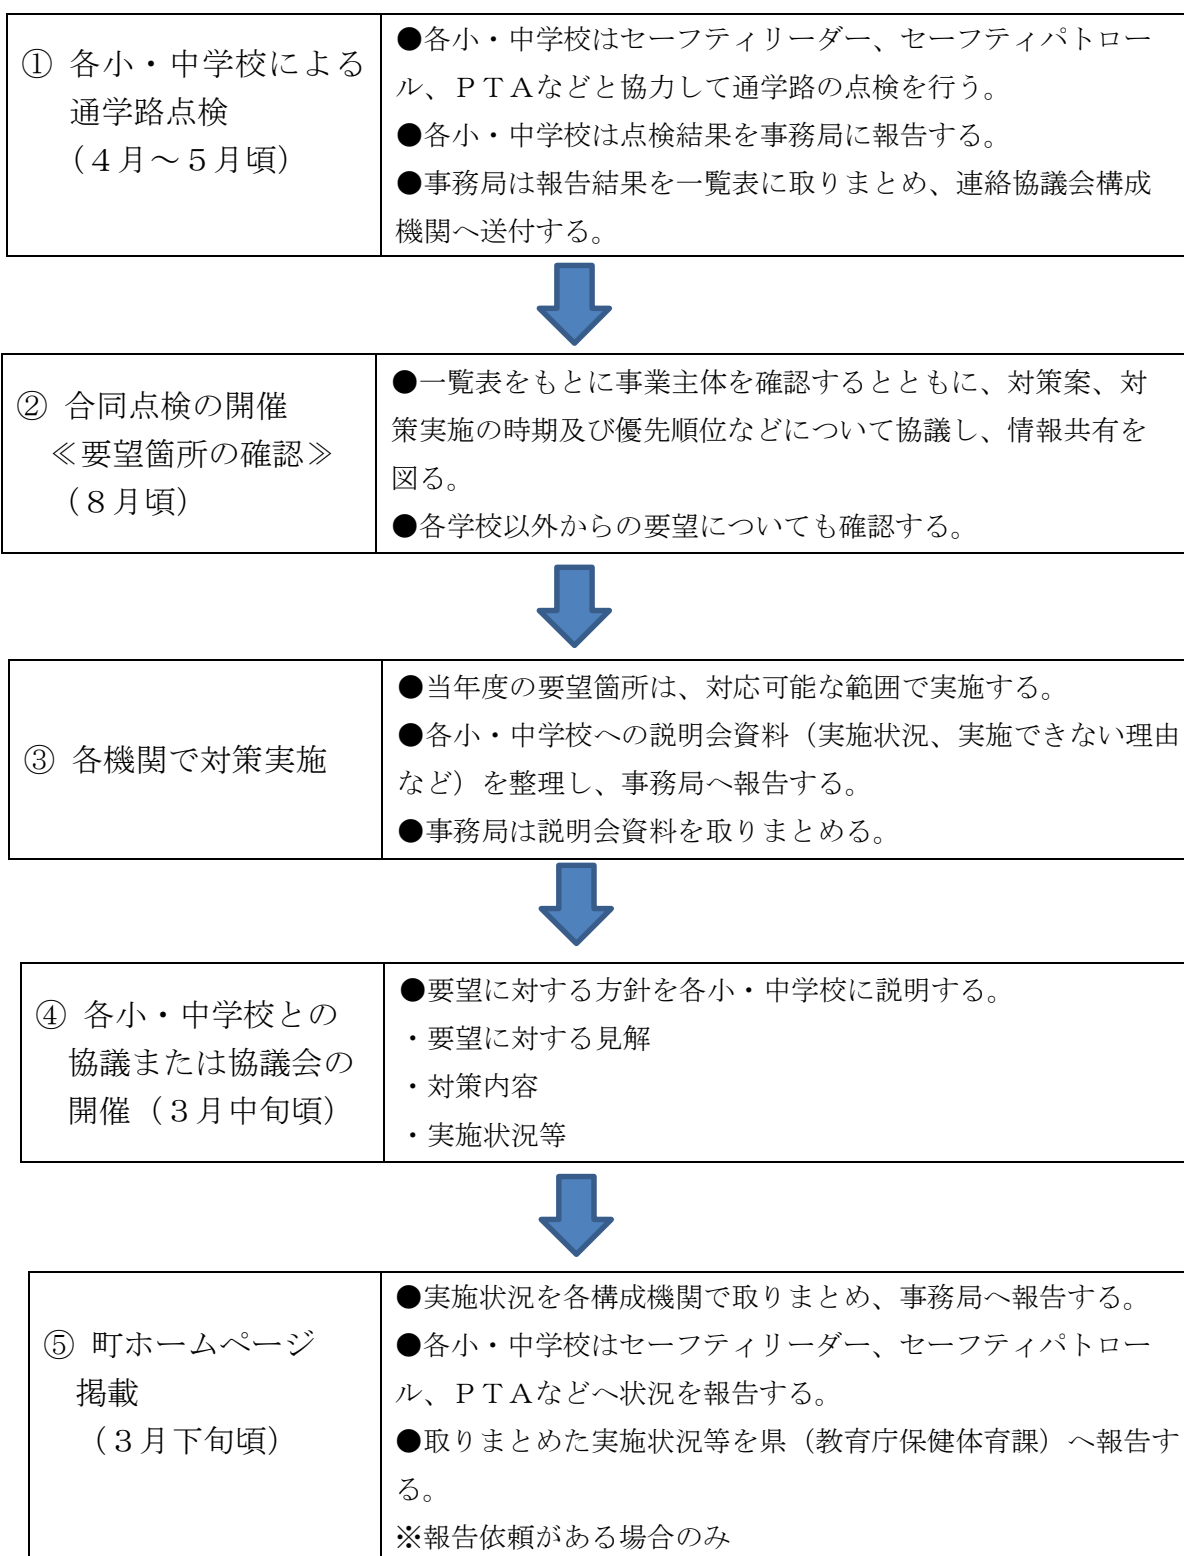 ① 各小・中学校による
通学路点検
(4月～5月頃)
●各小・中学校はセーフティリーダー、セーフティパトロー
ル、PTAなどと協力して通学路の点検を行う。
●各小・中学校は点検結果を事務局に報告する。
●事務局は報告結果を一覧表に取りまとめ、連絡協議会構成
機関へ送付する。
② 合同点検の開催
≪要望箇所の確認≫
(8月頃)
●一覧表をもとに事業主体を確認するとともに、対策案、対
策実施の時期及び優先順位などについて協議し、情報共有を
図る。
●各学校以外からの要望についても確認する。
③ 各機関で対策実施
●当年度の要望箇所は、対応可能な範囲で実施する。
●各小・中学校への説明会資料（実施状況、実施できない理由
など）を整理し、事務局へ報告する。
●事務局は説明会資料を取りまとめる。
④ 各小・中学校との
協議または協議会の
開催（3月中旬頃）
●要望に対する方針を各小・中学校に説明する。
・要望に対する見解
・対策内容
・実施状況等
⑤ 町ホームページ
掲載
（3月下旬頃）
●実施状況を各構成機関で取りまとめ、事務局へ報告する。
●各小・中学校はセーフティリーダー、セーフティパトロー
ル、PTAなどへ状況を報告する。
●取りまとめた実施状況等を県（教育庁保健体育課）へ報告す
る。
※報告依頼がある場合のみ